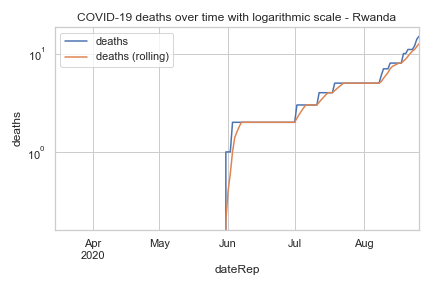 COVID-19 deaths over time with logarithmic scale - Rwanda
deaths
deaths (rolling)
10^1
10^0
deaths
Apr
2020
May
Jun
Jul
Aug
dateRep